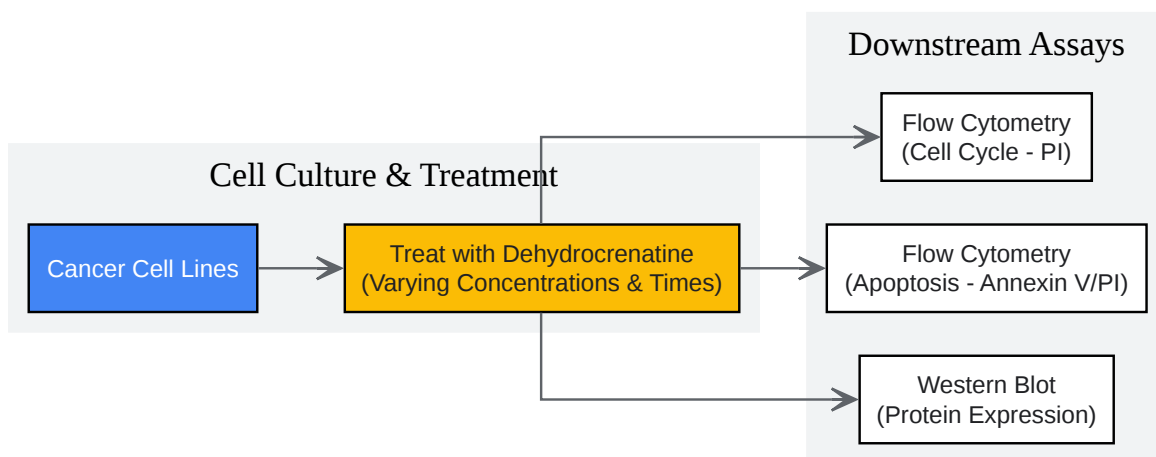 Cell Culture & Treatment
Cancer Cell Lines
Treat with Dehydrocrenatine
(Varying Concentrations & Times)
Downstream Assays
Flow Cytometry
(Cell Cycle - PI)
Flow Cytometry
(Apoptosis - Annexin V/PI)
Western Blot
(Protein Expression)